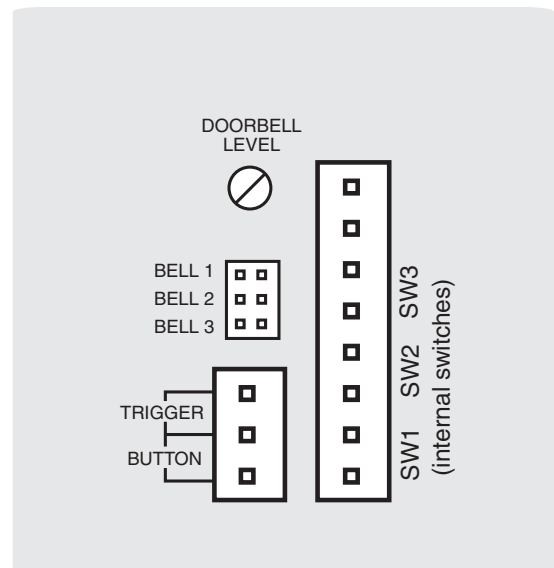 DOORBELL
LEVEL
BELL 1
BELL 2
BELL 3
TRIGGER
BUTTON
SW3
SW2
SW1
(internal switches)